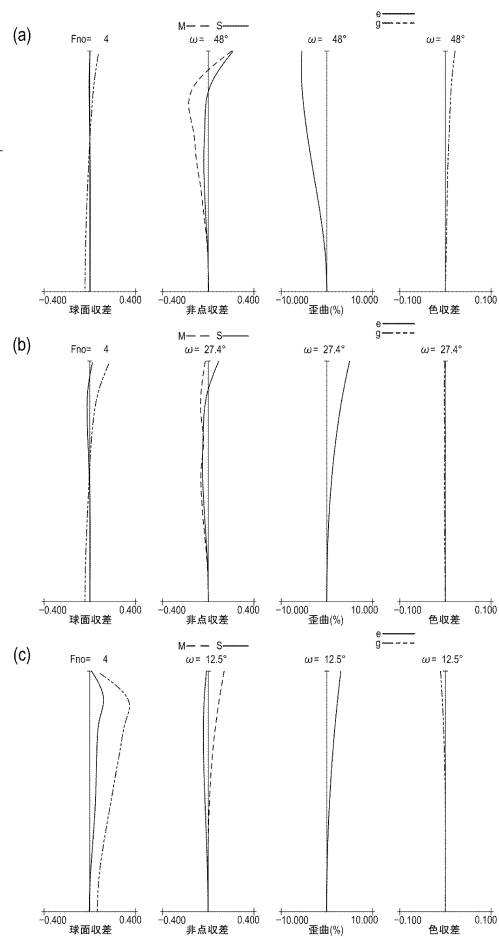 (a)
Fno= 4
M S
ω= 48°
ω= 48°
e
g
ω= 48°
−0.400 0.400
球面収差
−0.400 0.400
非点収差
−10.000 10.000
歪曲(%)
−0.100 0.100
色収差
(b)
Fno= 4
M S
ω= 27.4°
ω= 27.4°
e
g
ω= 27.4°
−0.400 0.400
球面収差
−0.400 0.400
非点収差
−10.000 10.000
歪曲(%)
−0.100 0.100
色収差
(c)
Fno= 4
M S
ω= 12.5°
ω= 12.5°
e
g
ω= 12.5°
−0.400 0.400
球面収差
−0.400 0.400
非点収差
−10.000 10.000
歪曲(%)
−0.100 0.100
色収差